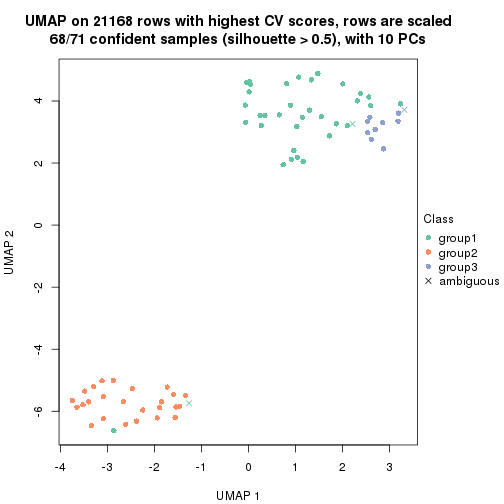 UMAP on 21168 rows with highest CV scores, rows are scaled
68/71 confident samples (silhouette > 0.5), with 10 PCs
4
2
0
-2
-4
-6
UMAP 2
-4
-3
-2
-1
0
1
2
3
UMAP 1
Class
group1
group2
group3
ambiguous